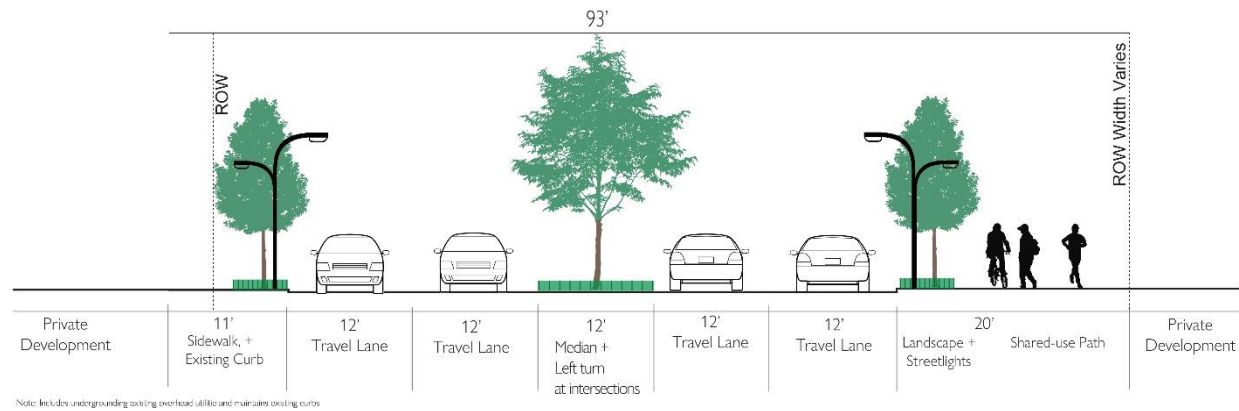 93'
ROW
ROW Width Varies
Private
Development
11'
Sidewalk, +
Existing Curb
12'
Travel Lane
12'
Travel Lane
12'
Median +
Left turn
at intersections
12'
Travel Lane
12'
Travel Lane
20'
Landscape +
Streetlights
Shared-use Path
Private
Development
Note: Includes undergrounding existing overhead utilitie and maintains existing curbs